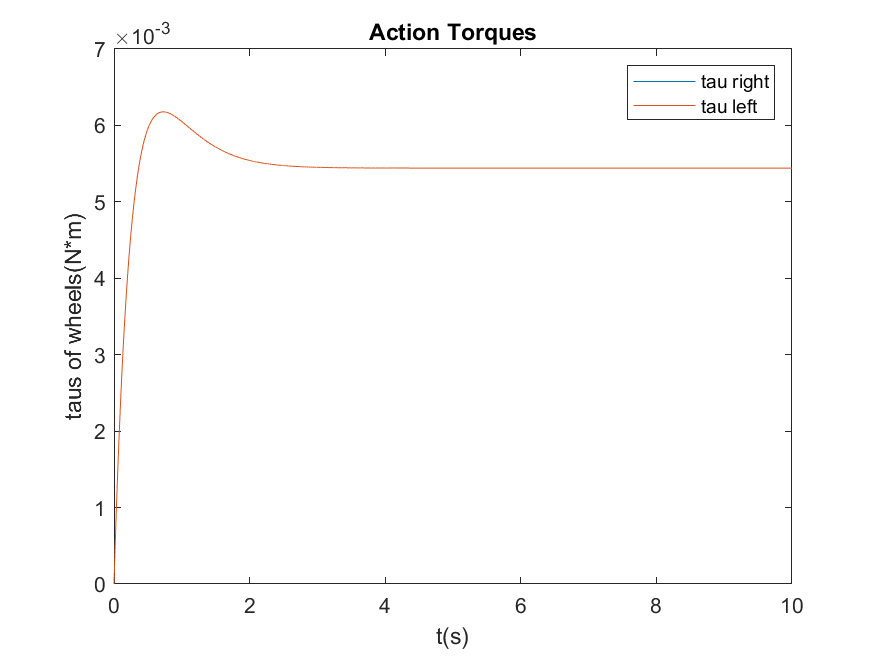 Action Torques
×10⁻³
7
6
5
4
3
2
1
0
taus of wheels(N*m)
tau right
tau left
0 2 4 6 8 10
t(s)